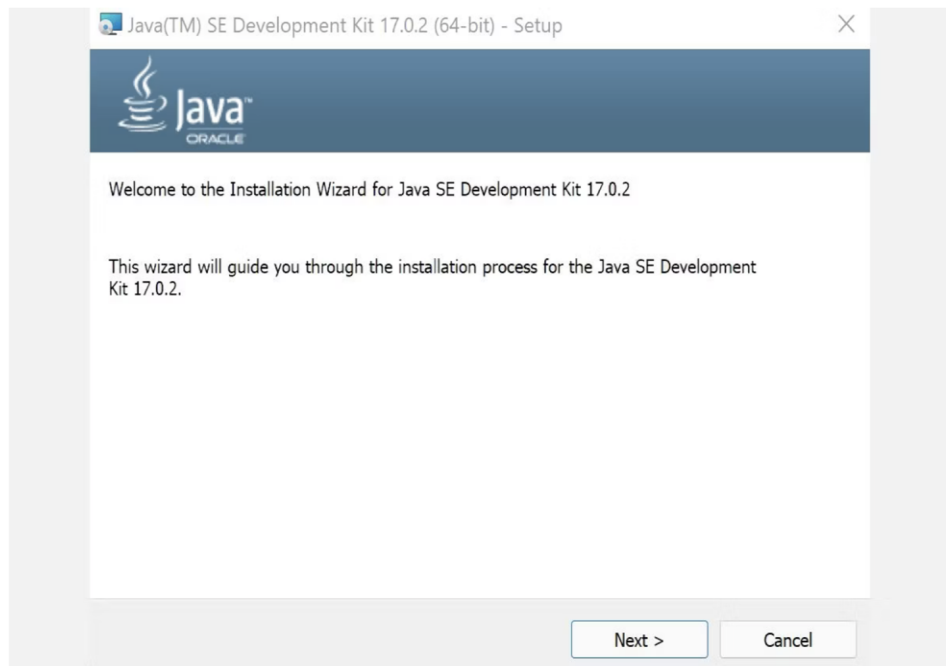 Java(TM) SE Development Kit 17.0.2 (64-bit) - Setup
Java™
ORACLE
Welcome to the Installation Wizard for Java SE Development Kit 17.0.2
This wizard will guide you through the installation process for the Java SE Development
Kit 17.0.2.
Next > Cancel